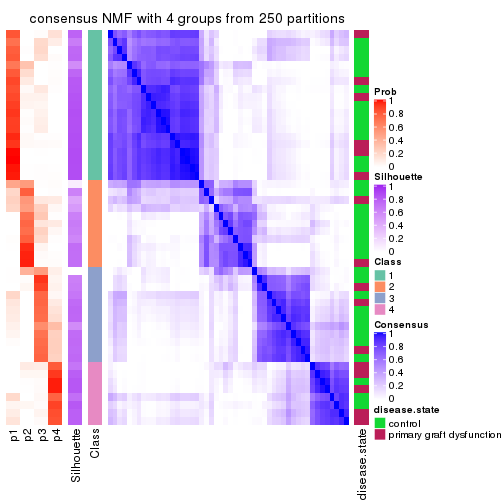 consensus NMF with 4 groups from 250 partitions
Prob
1
0.8
0.6
0.4
0.2
0
Silhouette
1
0.8
0.6
0.4
0.2
0
Class
1
2
3
4
Consensus
1
0.8
0.6
0.4
0.2
0
disease.state
control
primary graft dysfunction
p1
p2
p3
p4
Silhouette
Class
disease.state